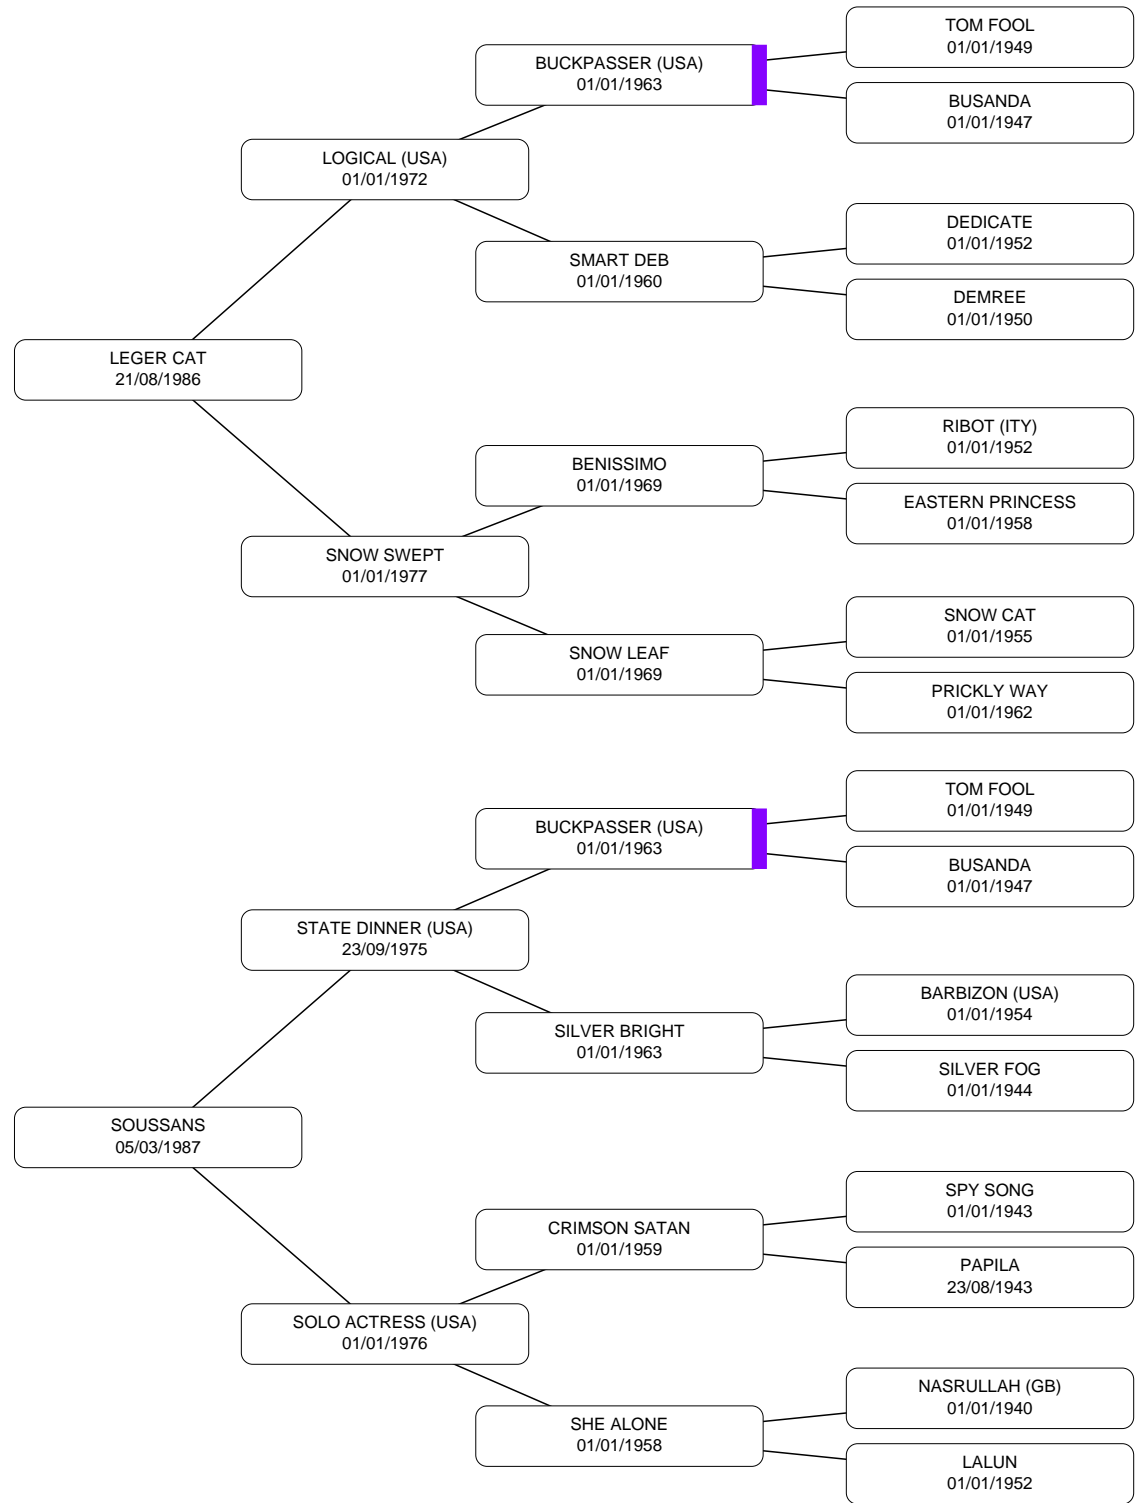 TOM FOOL
01/01/1949
BUCKPASSER (USA)
01/01/1963
BUSANDA
01/01/1947
LOGICAL (USA)
01/01/1972
DEDICATE
01/01/1952
SMART DEB
01/01/1960
DEMREE
01/01/1950
LEGER CAT
21/08/1986
RIBOT (ITY)
01/01/1952
BENISSIMO
01/01/1969
EASTERN PRINCESS
01/01/1958
SNOW SWEPT
01/01/1977
SNOW CAT
01/01/1955
SNOW LEAF
01/01/1969
PRICKLY WAY
01/01/1962
TOM FOOL
01/01/1949
BUCKPASSER (USA)
01/01/1963
BUSANDA
01/01/1947
STATE DINNER (USA)
23/09/1975
BARBIZON (USA)
01/01/1954
SILVER BRIGHT
01/01/1963
SILVER FOG
01/01/1944
SOUSSANS
05/03/1987
SPY SONG
01/01/1943
CRIMSON SATAN
01/01/1959
PAPILA
23/08/1943
SOLO ACTRESS (USA)
01/01/1976
NASRULLAH (GB)
01/01/1940
SHE ALONE
01/01/1958
LALUN
01/01/1952